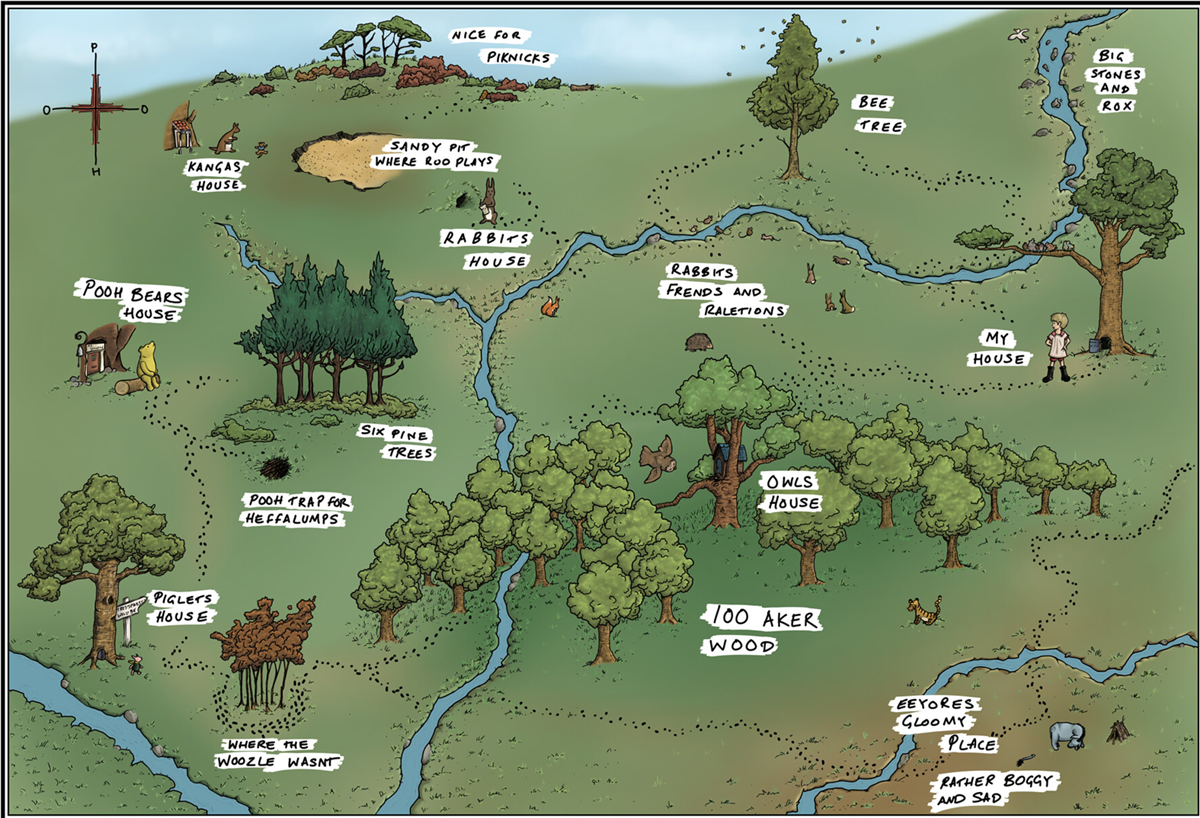 NICE FOR
PIKNICKS
BIG
STONES
AND
ROX
P
O O
H
BEE
TREE
KANGAS
HOUSE
SANDY PIT
WHERE ROO PLAYS
RABBITS
HOUSE
RABBITS
FRENDS AND
RALETIONS
POOH BEARS
HOUSE
MY
HOUSE
SIX PINE
TREES
OWLS
HOUSE
POOH TRAP FOR
HEFFALUMPS
PIGLETS
HOUSE
100 AKER
WOOD
EEYORES
GLOOMY
PLACE
WHERE THE
WOOZLE WASNT
RATHER BOGGY
AND SAD